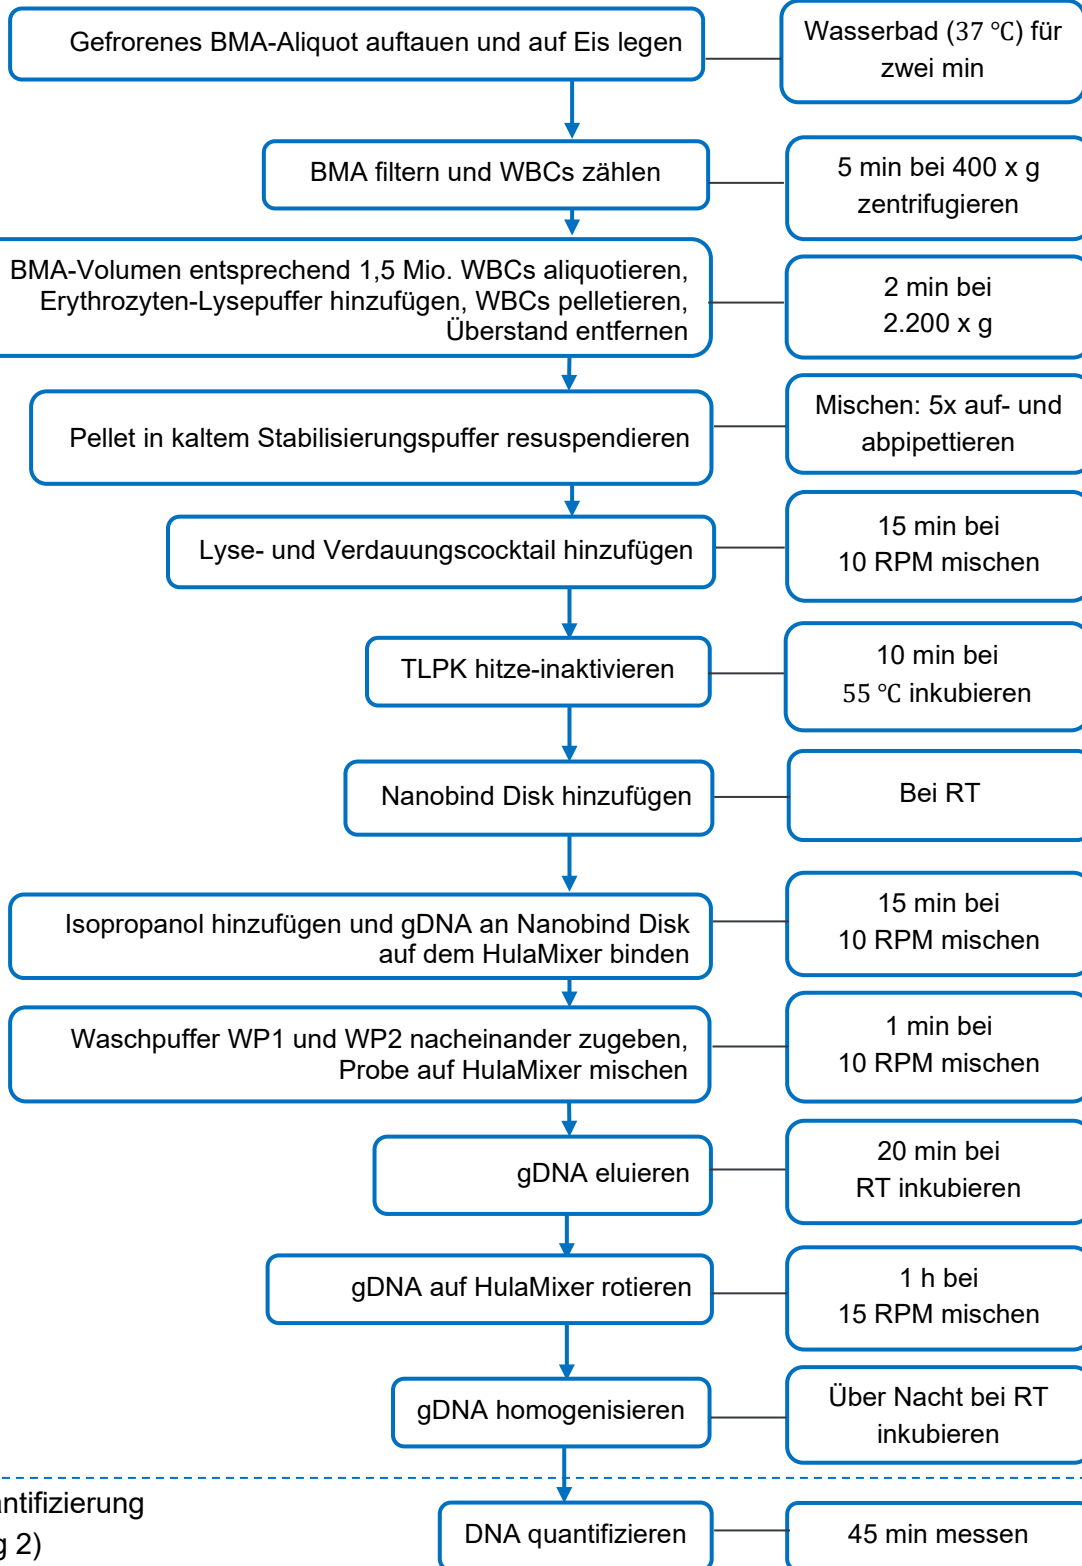 Gefrorenes BMA-Aliquot auftauen und auf Eis legen
Wasserbad (37 °C) für
zwei min
BMA filtern und WBCs zählen
5 min bei 400 x g
zentrifugieren
BMA-Volumen entsprechend 1,5 Mio. WBCs aliquotieren,
Erythrozyten-Lysepuffer hinzufügen, WBCs pelletieren,
Überstand entfernen
2 min bei
2.200 x g
Pellet in kaltem Stabilisierungspuffer resuspendieren
Mischen: 5x auf- und
abpipettieren
Lyse- und Verdauungscocktail hinzufügen
15 min bei
10 RPM mischen
TLPK hitze-inaktivieren
10 min bei
55 °C inkubieren
Nanobind Disk hinzufügen
Bei RT
Isopropanol hinzufügen und gDNA an Nanobind Disk
auf dem HulaMixer binden
15 min bei
10 RPM mischen
Waschpuffer WP1 und WP2 nacheinander zugeben,
Probe auf HulaMixer mischen
1 min bei
10 RPM mischen
gDNA eluieren
20 min bei
RT inkubieren
gDNA auf HulaMixer rotieren
1 h bei
15 RPM mischen
gDNA homogenisieren
Über Nacht bei RT
inkubieren
antifizierung
g 2)
DNA quantifizieren
45 min messen